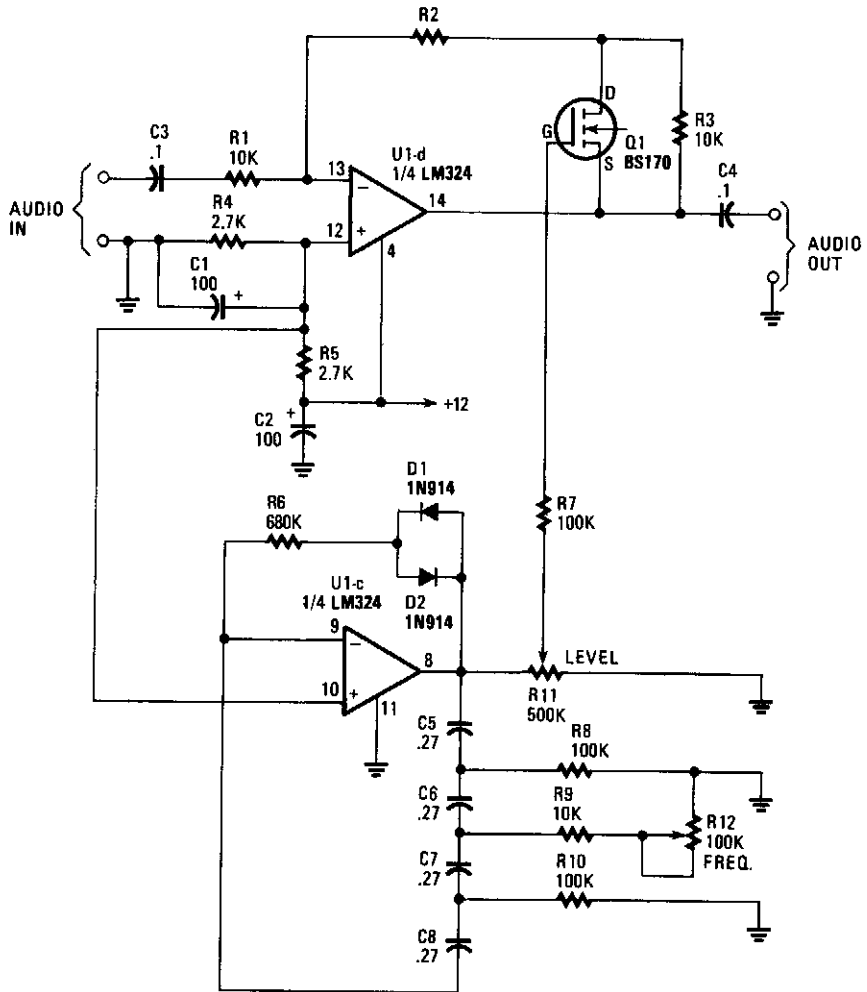 R2
D
G
S
Q1
BS170
R3
10K
C3
.1
R1
10K
13
−
U1-d
1/4 LM324
14
C4
.1
AUDIO
IN
R4
2.7K
12
+
4
AUDIO
OUT
C1
100
+
R5
2.7K
+12
+
C2
100
D1
1N914
R6
680K
R7
100K
D2
1N914
U1-c
1/4 LM324
9
−
8
10
+
11
LEVEL
R11
500K
C5
.27
R8
100K
C6
.27
R9
10K
R12
100K
FREQ.
C7
.27
R10
100K
C8
.27